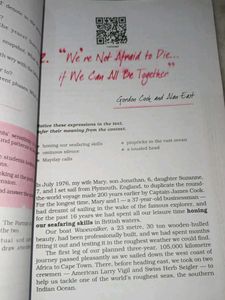 2. "We're Not Afraid to Die...
if We Can All Be Together"
Gordon Cook and Alan East
Notice these expressions in the text.
Infer their meaning from the context.
• honing our seafaring skills
• pinpricks in the vast ocean
• ominous silence
• a tousled head
• Mayday calls
In July 1976, my wife Mary, son Jonathan, 6, daughter Suzanne,
7, and I set sail from Plymouth, England, to duplicate the round-
the-world voyage made 200 years earlier by Captain James Cook.
For the longest time, Mary and I — a 37-year-old businessman —
had dreamt of sailing in the wake of the famous explorer, and
for the past 16 years we had spent all our leisure time honing
our seafaring skills in British waters.
Our boat Wavewalker, a 23 metre, 30 ton wooden-hulled
beauty, had been professionally built, and we had spent months
fitting it out and testing it in the roughest weather we could find.
The first leg of our planned three-year, 105,000 kilometre
journey passed pleasantly as we sailed down the west coast of
Africa to Cape Town. There, before heading east, we took on two
crewmen — American Larry Vigil and Swiss Herb Seigler — to
help us tackle one of the world's roughest seas, the southern
Indian Ocean.